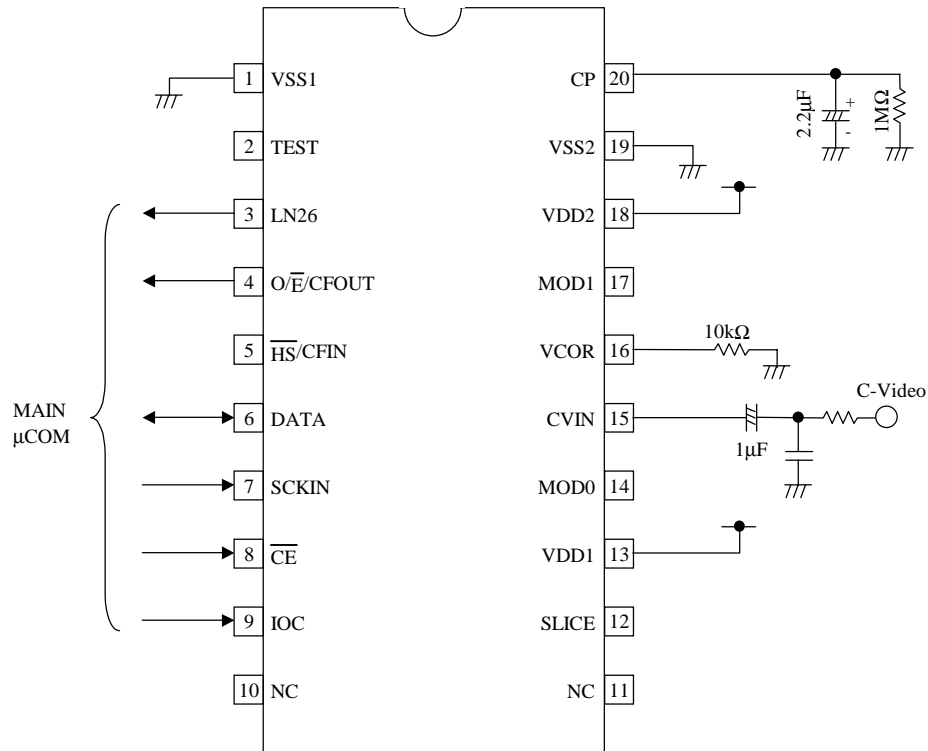 1 VSS1
2 TEST
3 LN26
4 O/E̅/CFOUT
5 H̅S̅/CFIN
6 DATA
7 SCKIN
8 C̅E̅
9 IOC
10 NC
MAIN
μCOM
CP 20
VSS2 19
VDD2 18
MOD1 17
VCOR 16
CVIN 15
MOD0 14
VDD1 13
SLICE 12
NC 11
2.2μF
+
-
1MΩ
10kΩ
C-Video
1μF